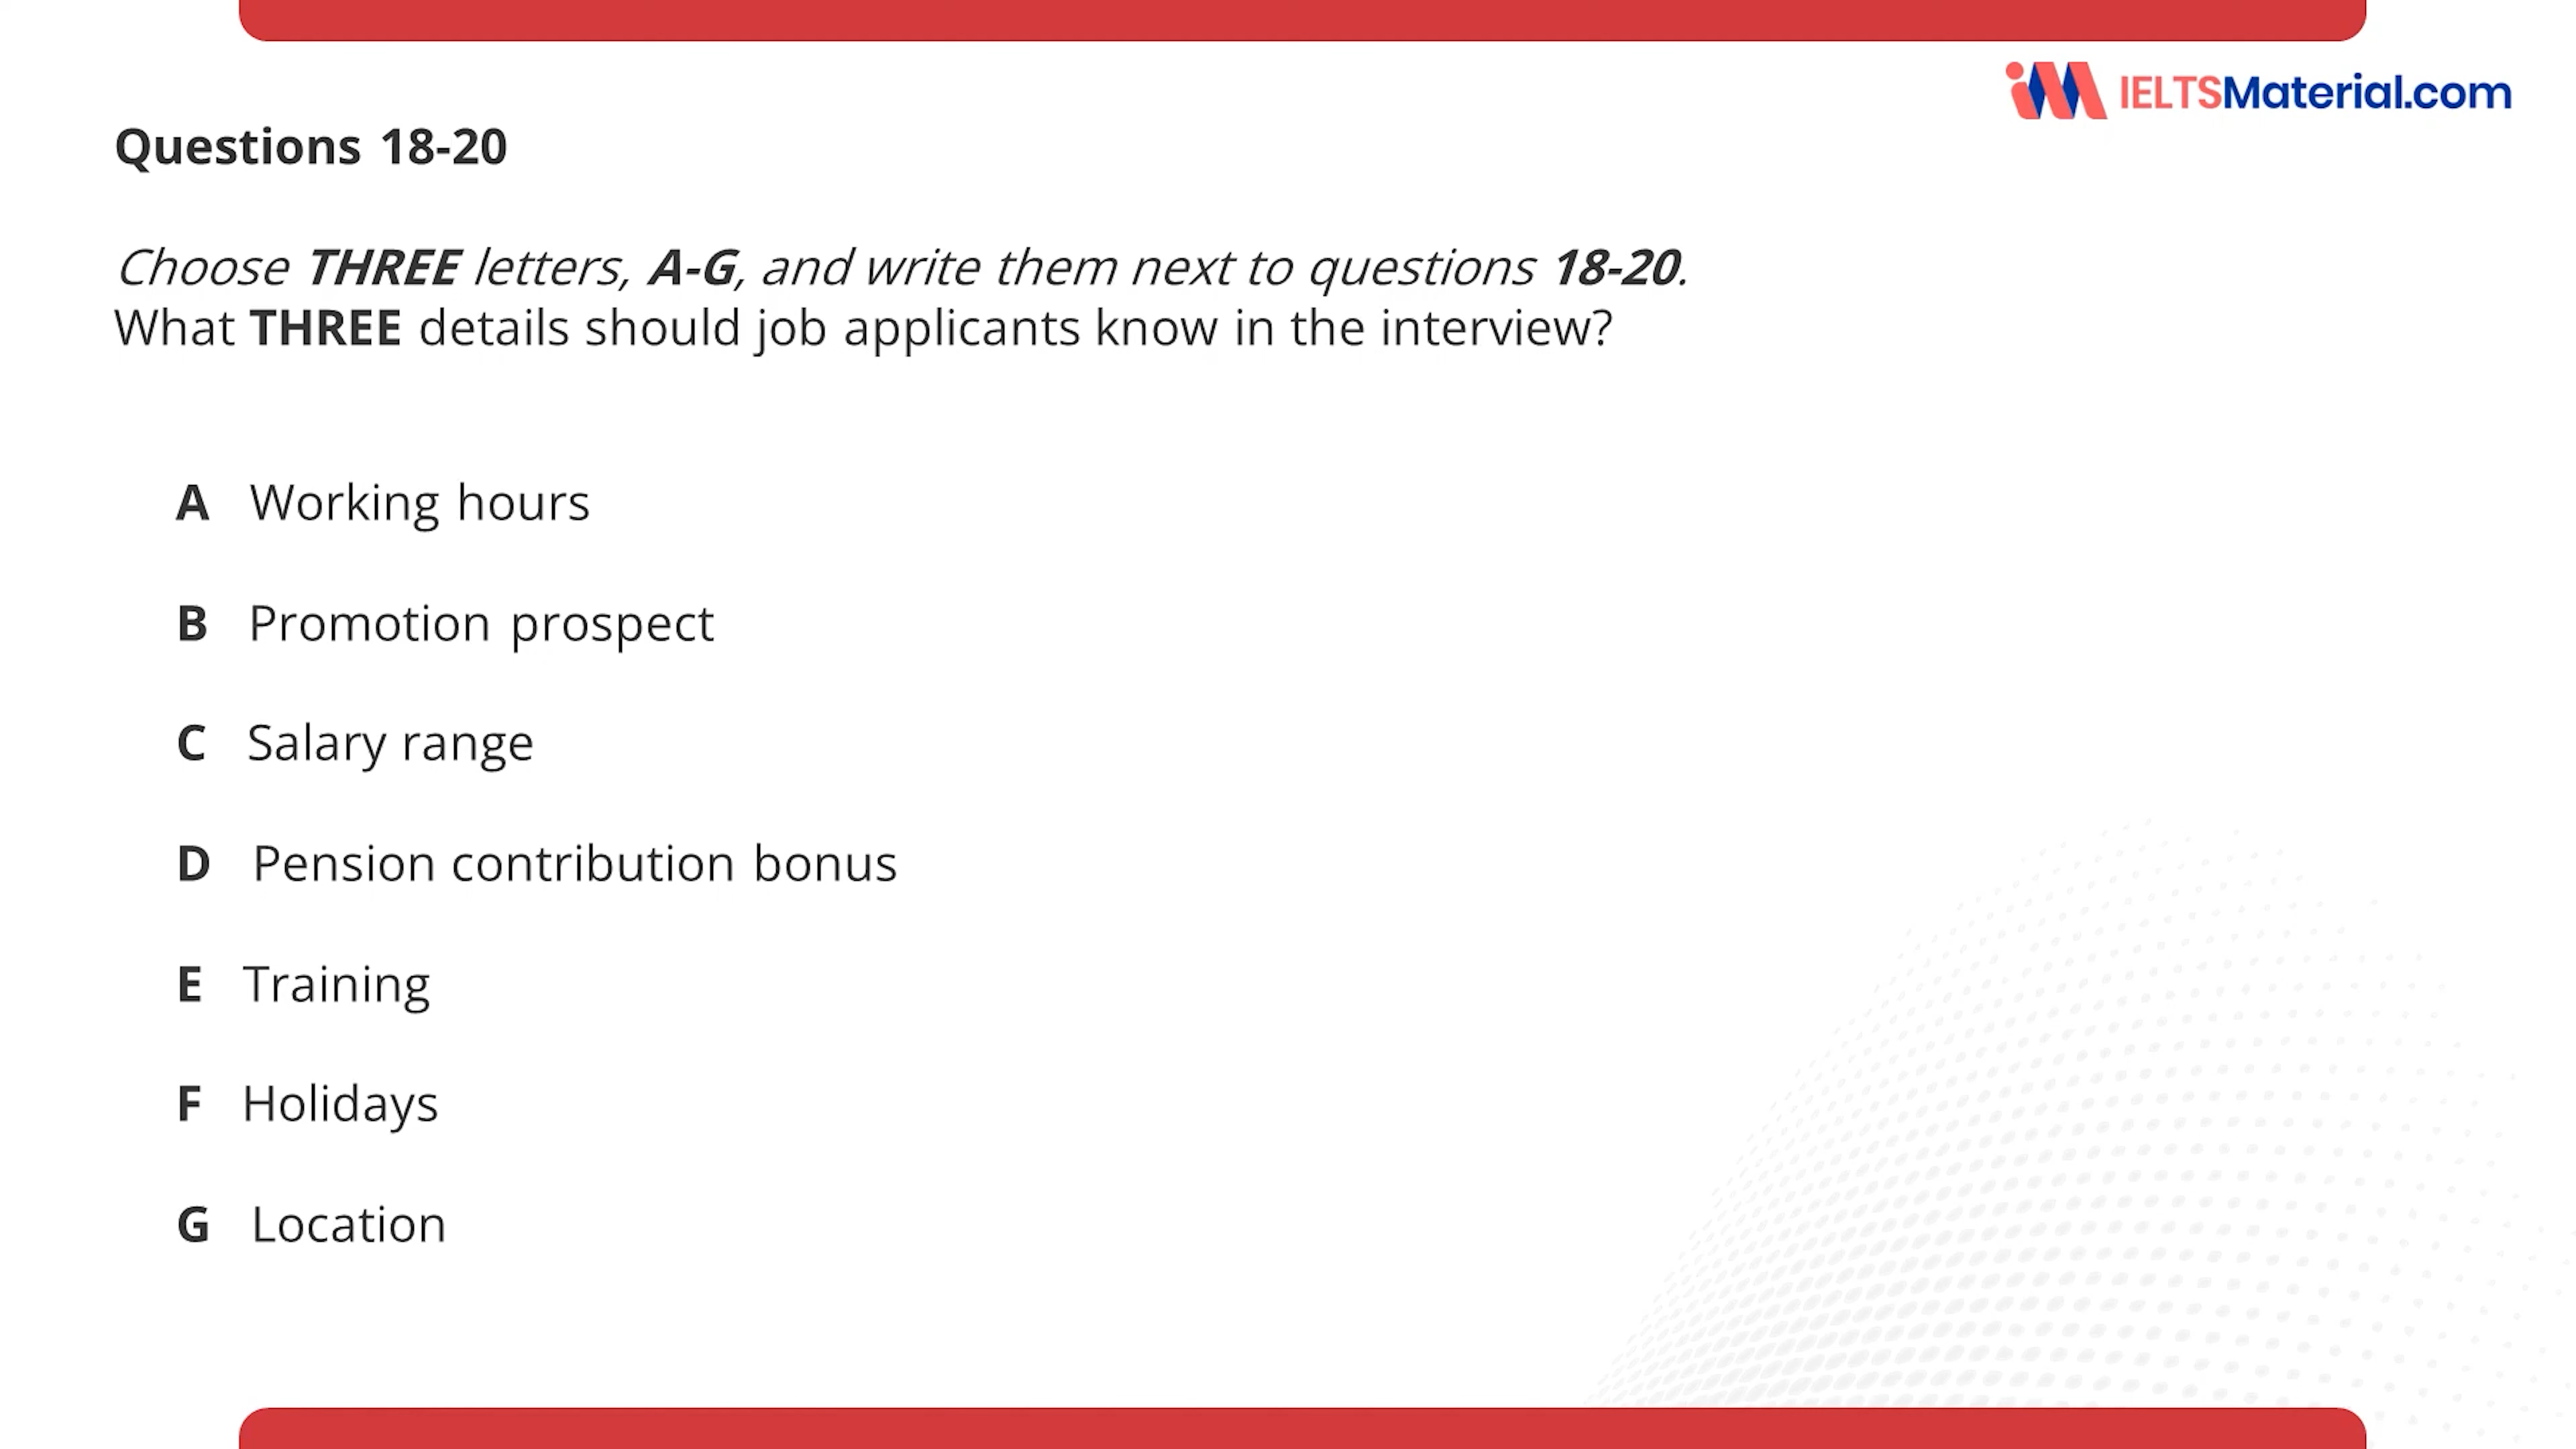 IELTSMaterial.com
Questions 18-20
Choose THREE letters, A-G, and write them next to questions 18-20.
What THREE details should job applicants know in the interview?
A Working hours
B Promotion prospect
C Salary range
D Pension contribution bonus
E Training
F Holidays
G Location